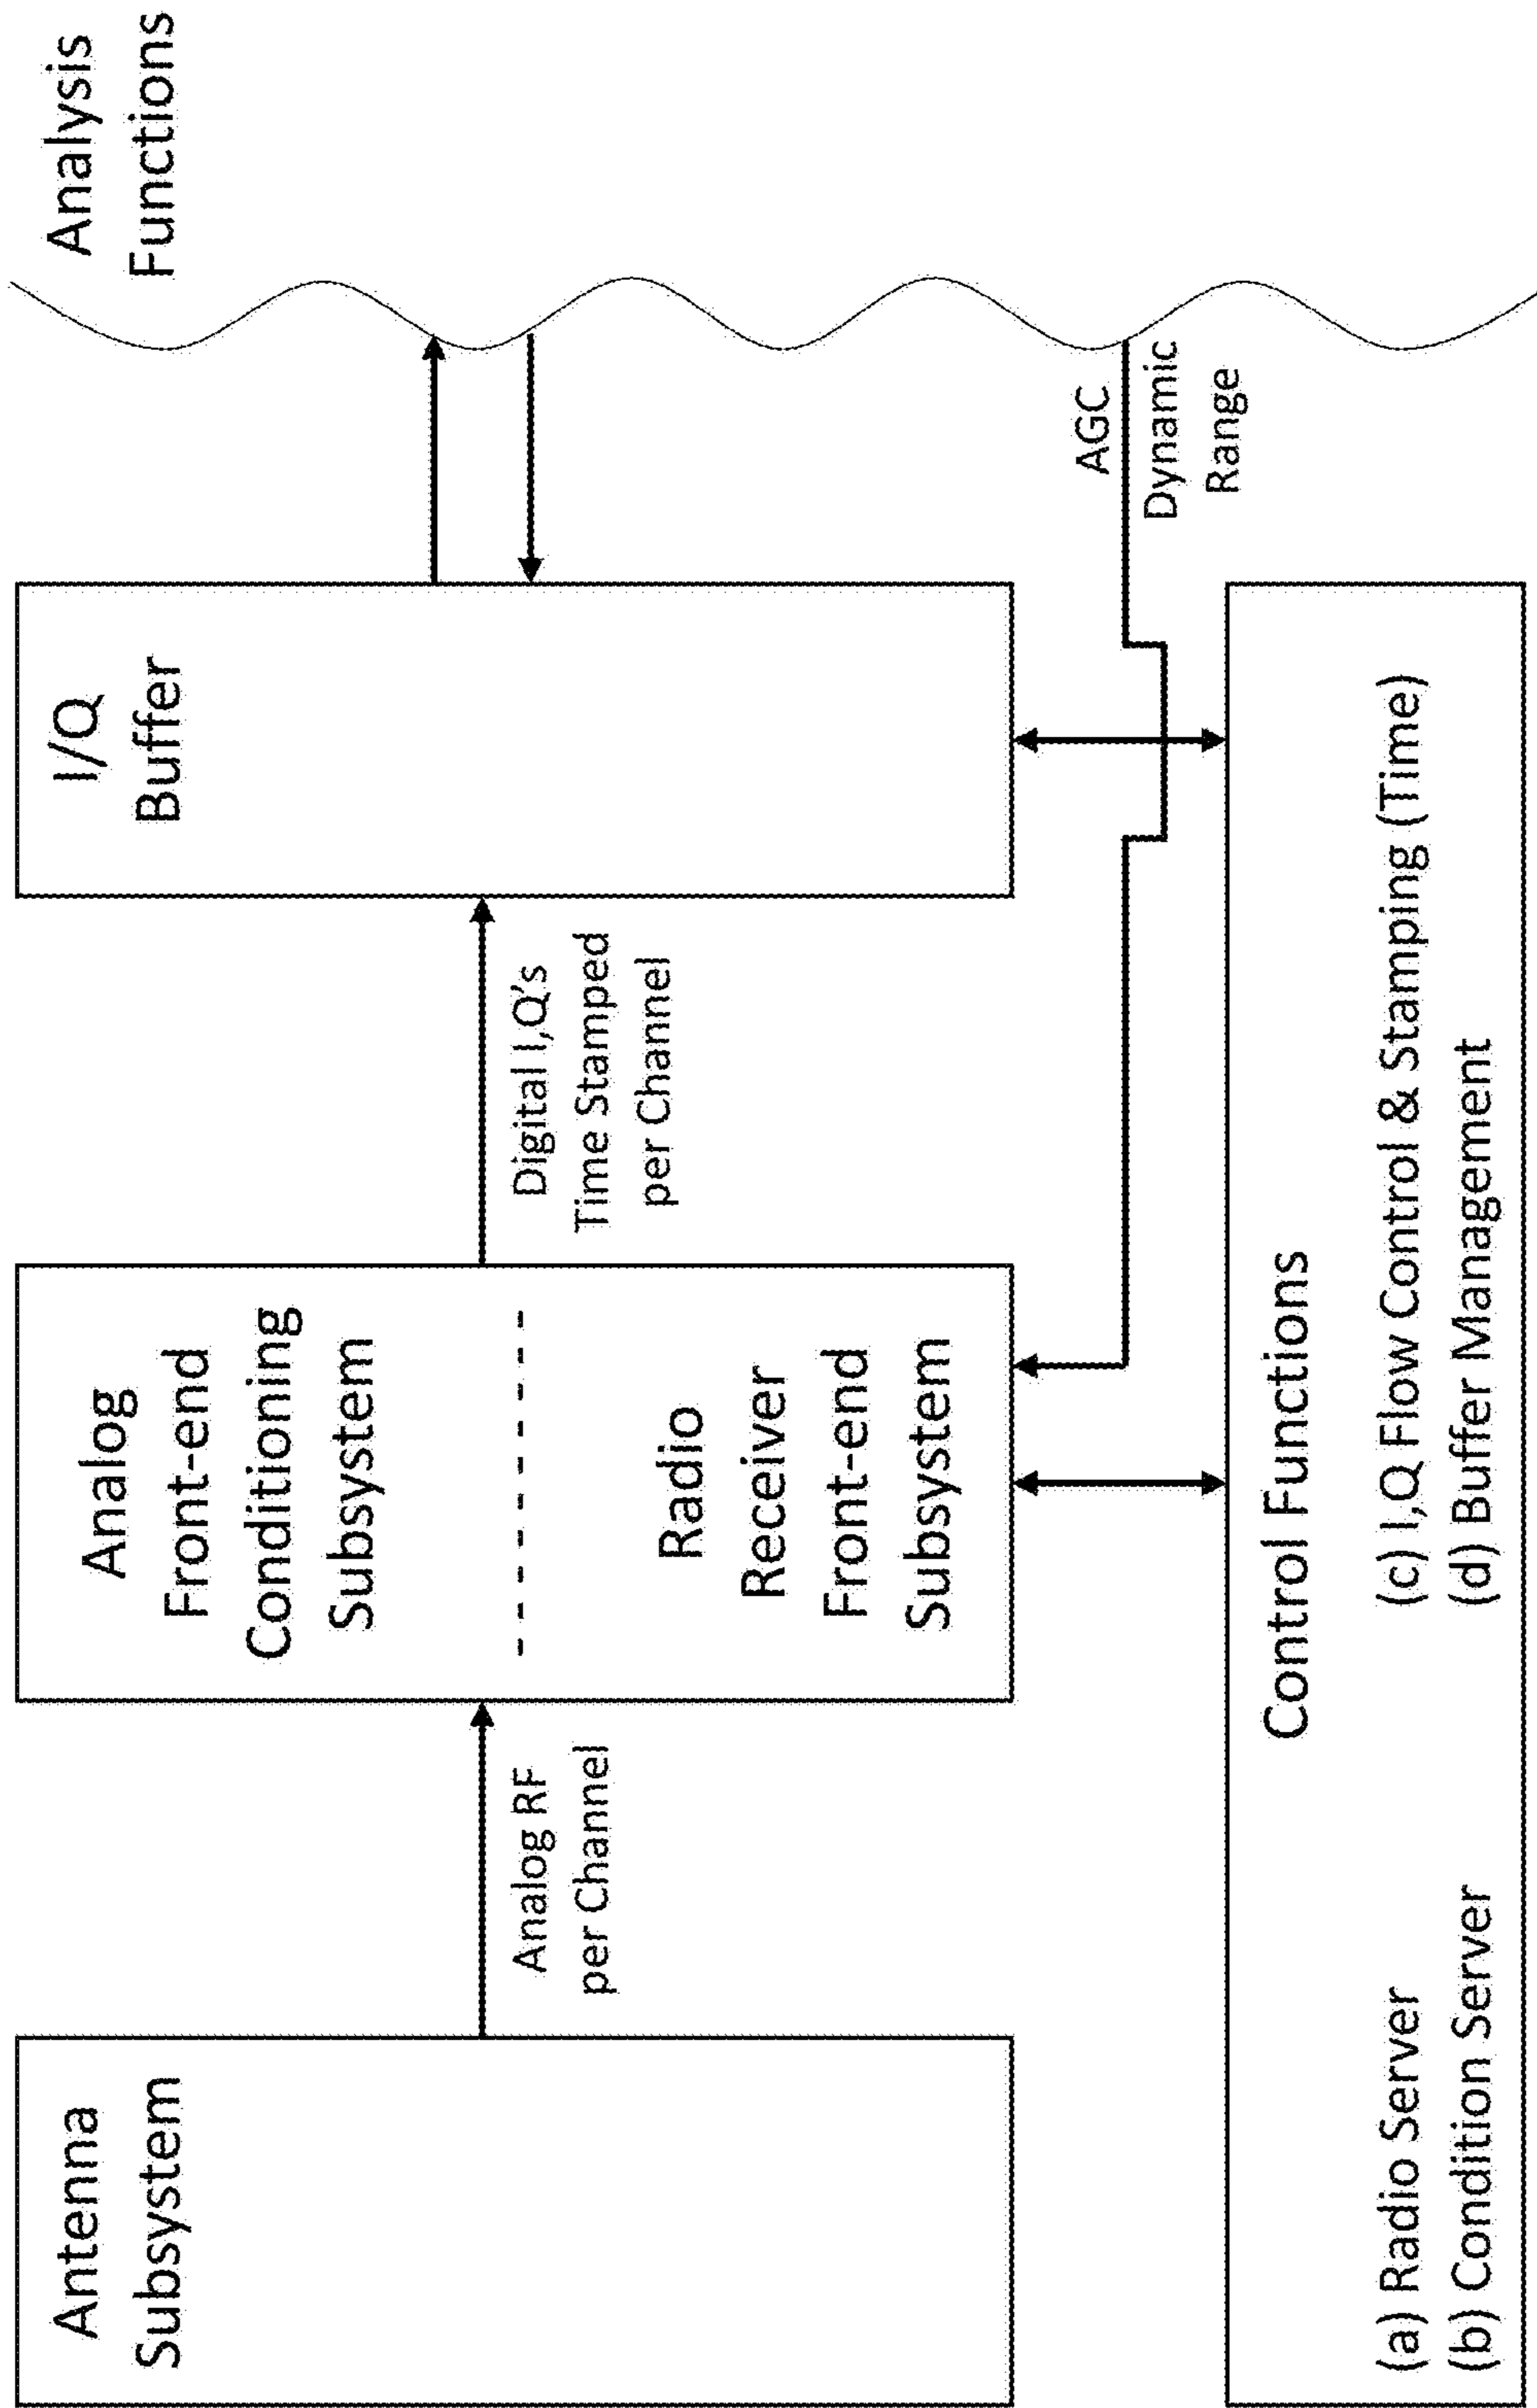 Antenna
Subsystem
Analog RF
per Channel
Analog
Front-end
Conditioning
Subsystem
Radio
Receiver
Front-end
Subsystem
Digital I,Q's
Time Stamped
per Channel
I/Q
Buffer
Analysis
Functions
AGC
Dynamic
Range
Control Functions
(a) Radio Server
(b) Condition Server
(c) I,Q Flow Control & Stamping (Time)
(d) Buffer Management